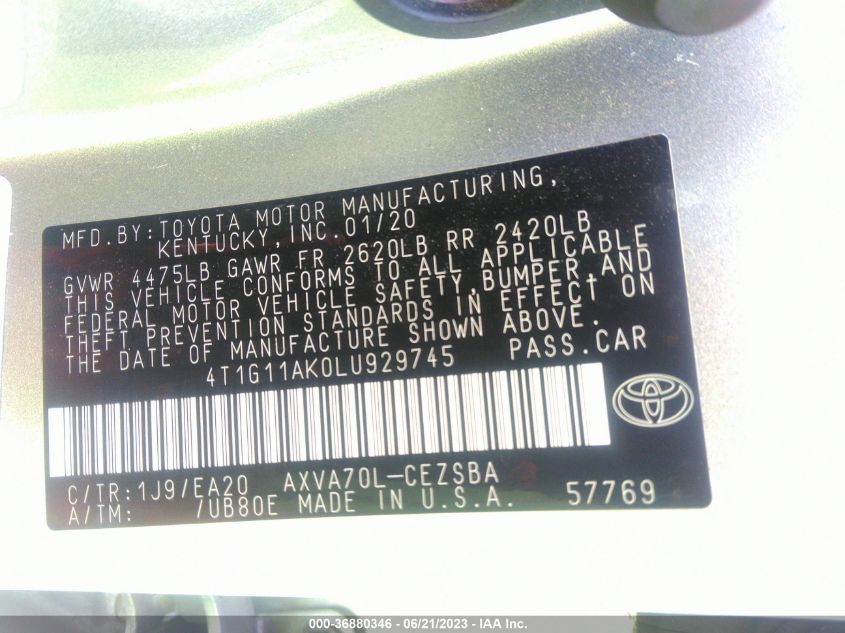 MFD.BY:TOYOTA MOTOR MANUFACTURING,
KENTUCKY, INC.01/20
GVWR 4475LB GAWR FR 2620LB RR 2420LB
THIS VEHICLE CONFORMS TO ALL APPLICABLE
FEDERAL MOTOR VEHICLE SAFETY,BUMPER,AND
THEFT PREVENTION STANDARDS IN EFFECT ON
THE DATE OF MANUFACTURE SHOWN ABOVE.
4T1G11AK0LU929745 PASS.CAR
C/TR:1J9/EA20 AXVA70L-CEZSBA
A/TM: /UB80E MADE IN U.S.A. 57769
000-36880346 - 06/21/2023 - IAA Inc.